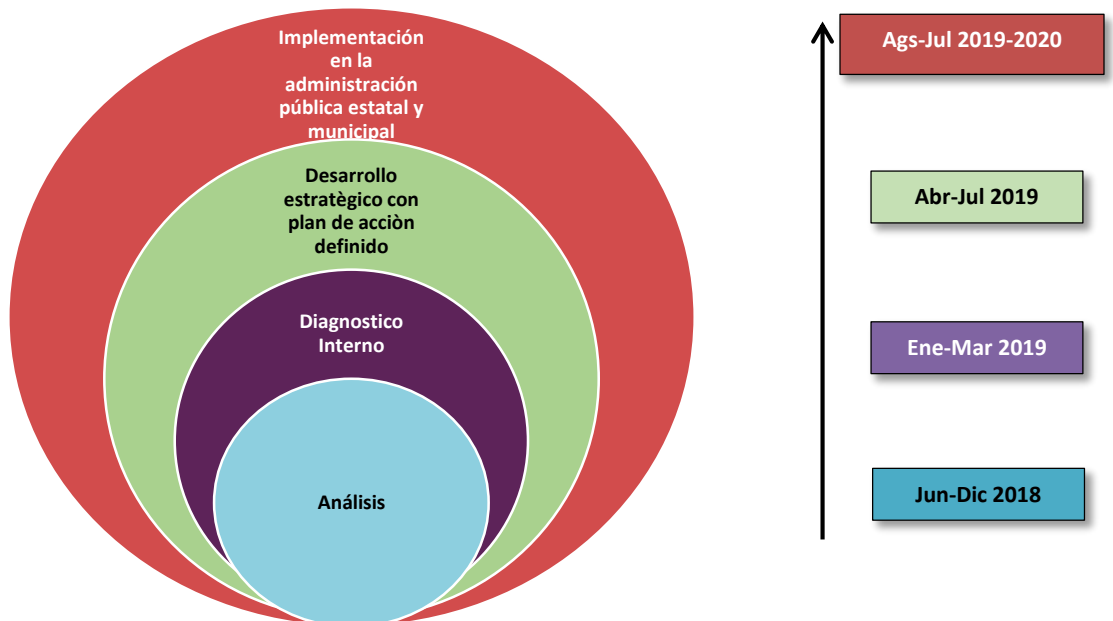 Implementación
en la
administración
pública estatal y
municipal
Desarrollo
estratègico con
plan de acciòn
definido
Diagnostico
Interno
Análisis
Ags-Jul 2019-2020
Abr-Jul 2019
Ene-Mar 2019
Jun-Dic 2018